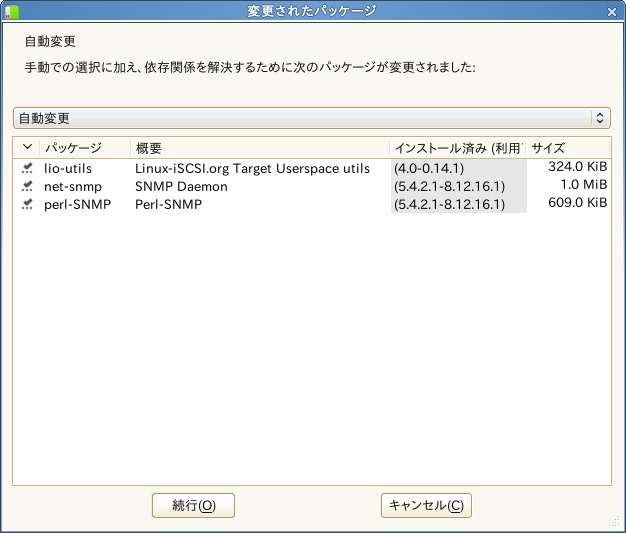 変更されたパッケージ
自動変更
手動での選択に加え、依存関係を解決するために次のパッケージが変更されました:
自動変更
パッケージ 概要 インストール済み (利用 サイズ
lio-utils Linux-iSCSI.org Target Userspace utils (4.0-0.14.1) 324.0 KiB
net-snmp SNMP Daemon (5.4.2.1-8.12.16.1) 1.0 MiB
perl-SNMP Perl-SNMP (5.4.2.1-8.12.16.1) 609.0 KiB
続行(O) キャンセル(C)